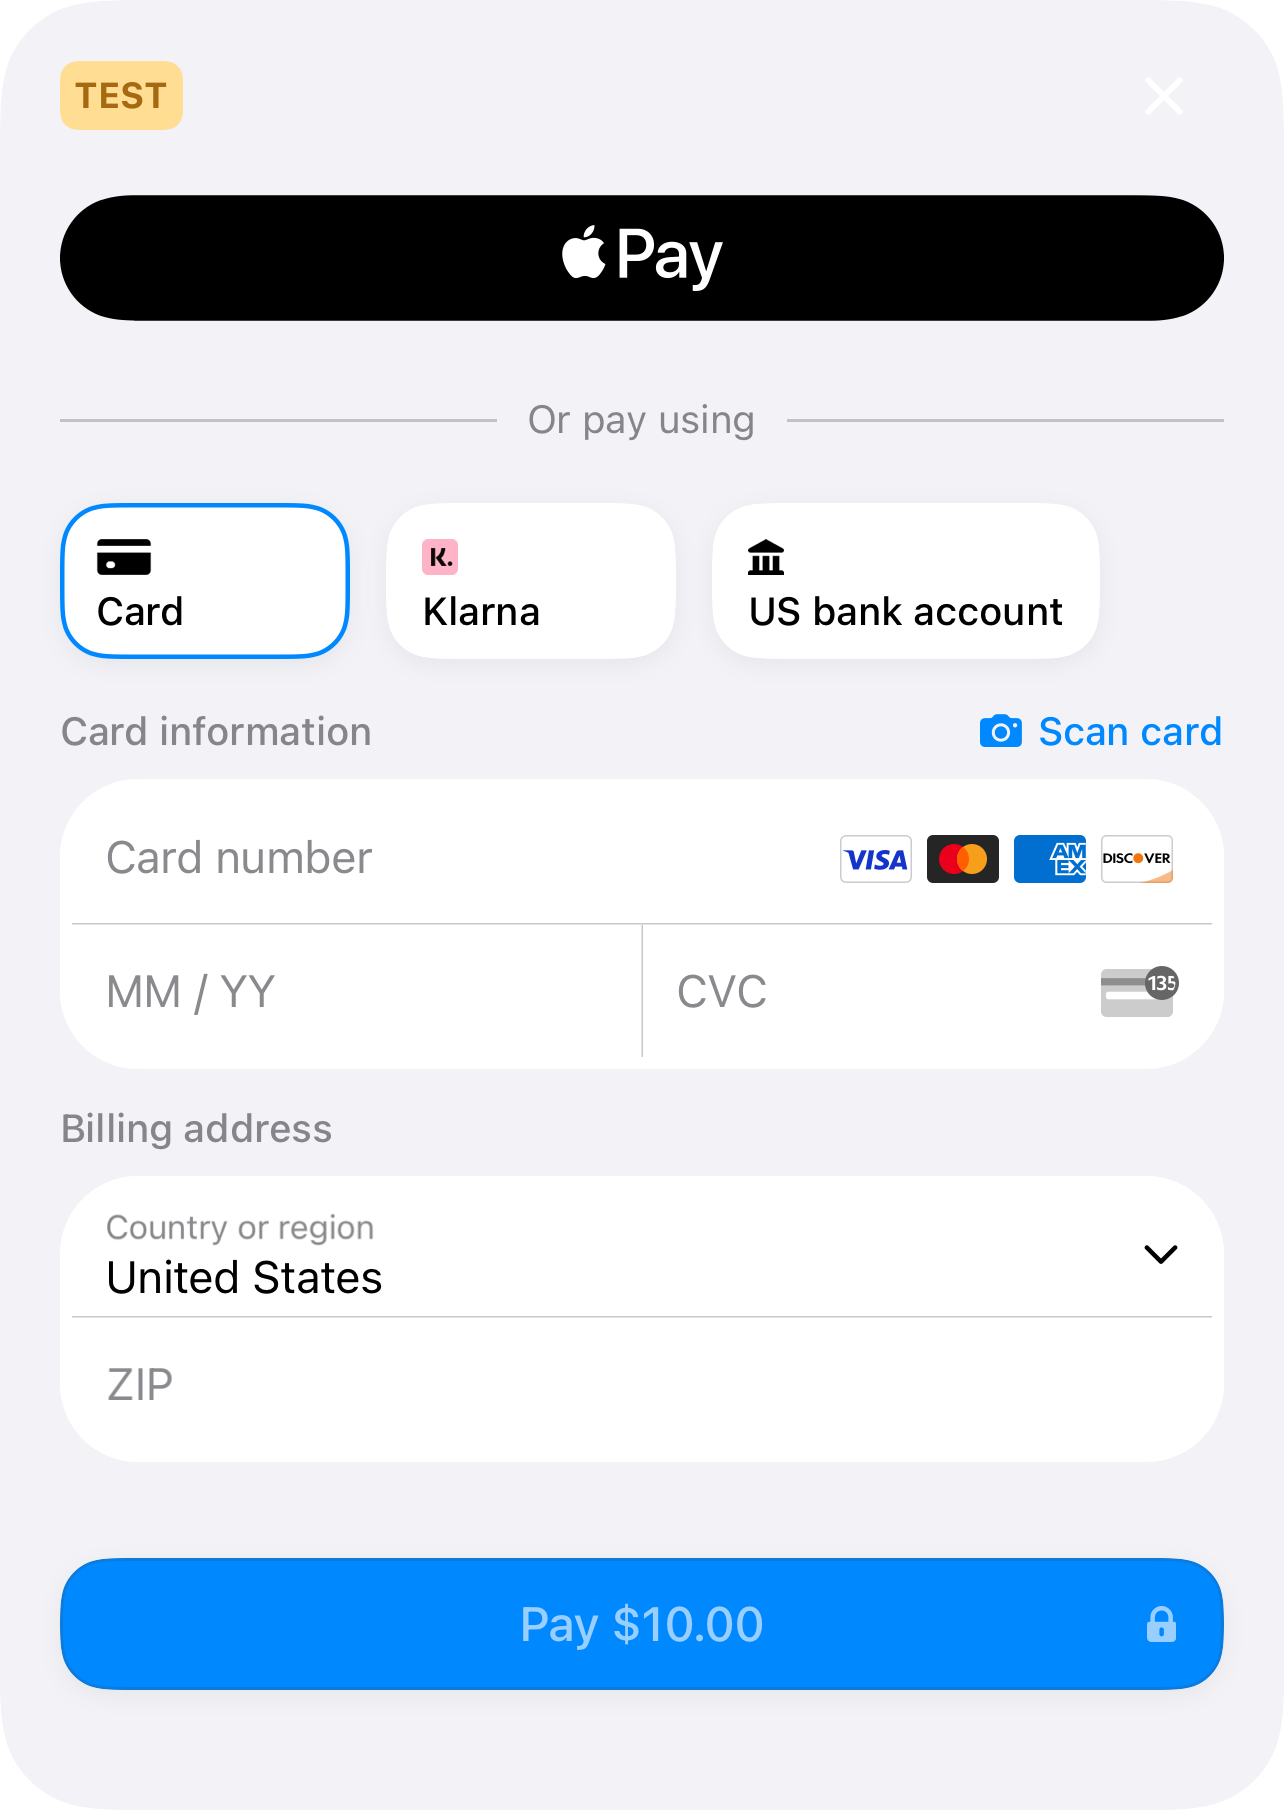 TEST
Pay
Or pay using
K.
Card
Klarna
US bank account
Card information
Scan card
Card number
VISA
AM
EX
DISCOVER
MM / YY
CVC
135
Billing address
Country or region
United States
ZIP
Pay $10.00